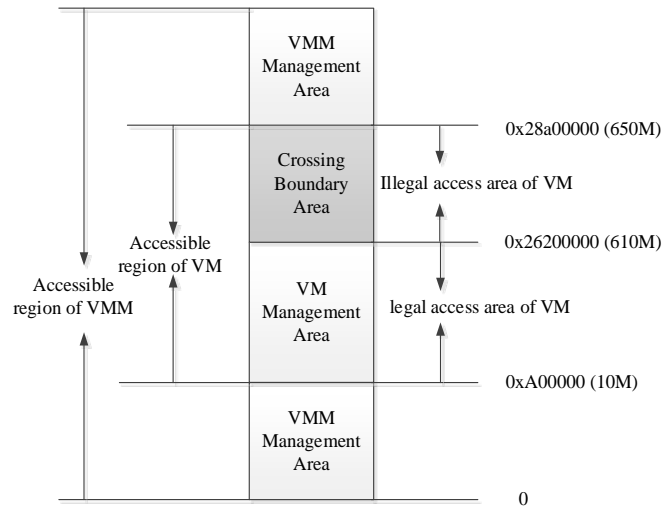 VMM
Management
Area
0x28a00000 (650M)
Crossing
Boundary
Area
Illegal access area of VM
Accessible
region of VM
0x26200000 (610M)
Accessible
region of VMM
VM
Management
Area
legal access area of VM
0xA00000 (10M)
VMM
Management
Area
0